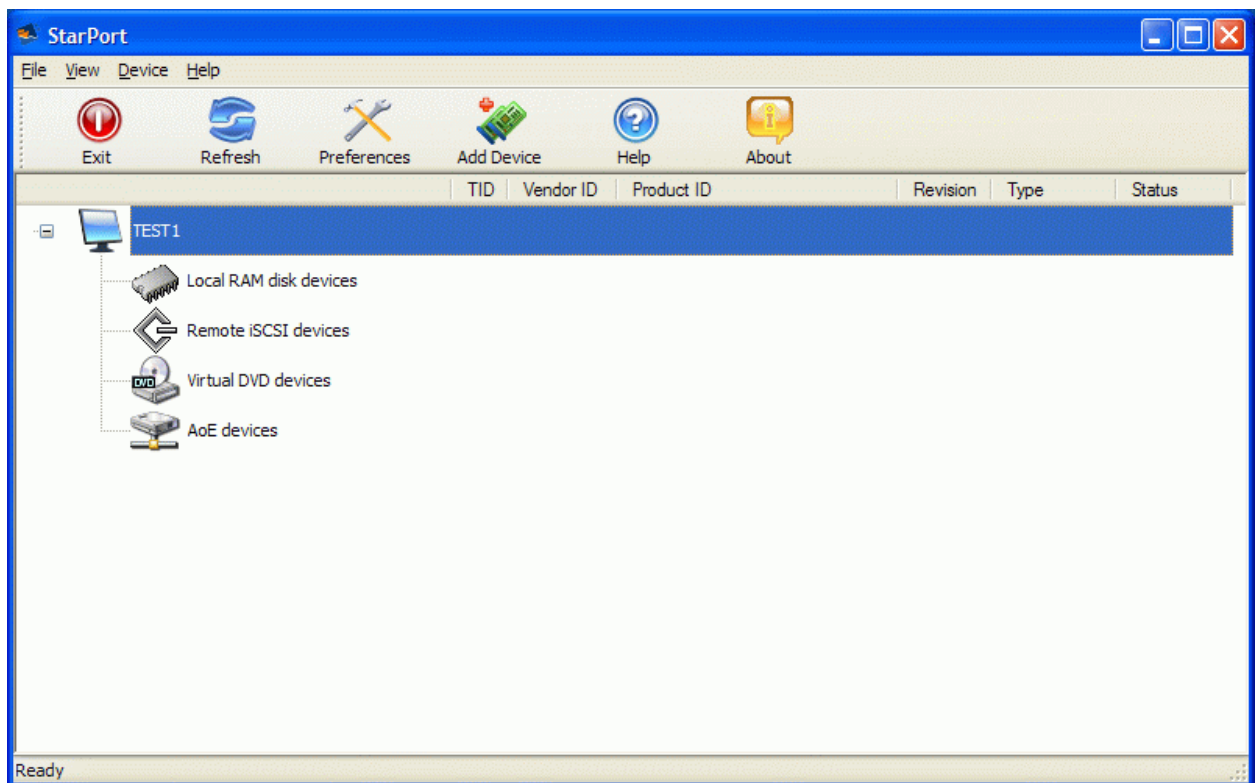 StarPort
File View Device Help
Exit Refresh Preferences Add Device Help About
TID Vendor ID Product ID Revision Type Status
TEST1
Local RAM disk devices
Remote iSCSI devices
DVD Virtual DVD devices
AoE devices
Ready